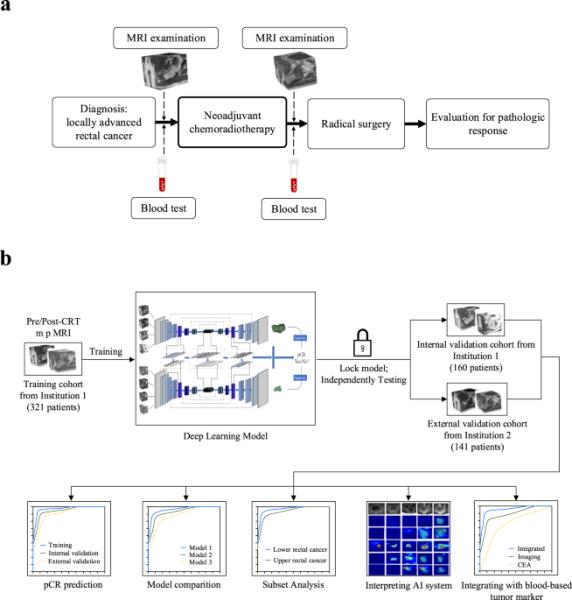 a
MRI examination
MRI examination
Diagnosis:
locally advanced
rectal cancer
Neoadjuvant
chemoradiotherapy
Radical surgery
Evaluation for pathologic
response
Blood test
Blood test
b
Pre/Post-CRT
m p MRI
Training
Training cohort
from Institution 1
(321 patients)
pCR
Yes/No?
Deep Learning Model
Lock model;
Independently Testing
Internal validation cohort from
Institution 1
(160 patients)
External validation cohort
from Institution 2
(141 patients)
Training
Internal validation
External validation
pCR prediction
Model 1
Model 2
Model 3
Model comparition
Lower rectal cancer
Upper rectal cancer
Subset Analysis
Interpreting AI system
Integrated
Imaging
CEA
Integrating with blood-based
tumor marker